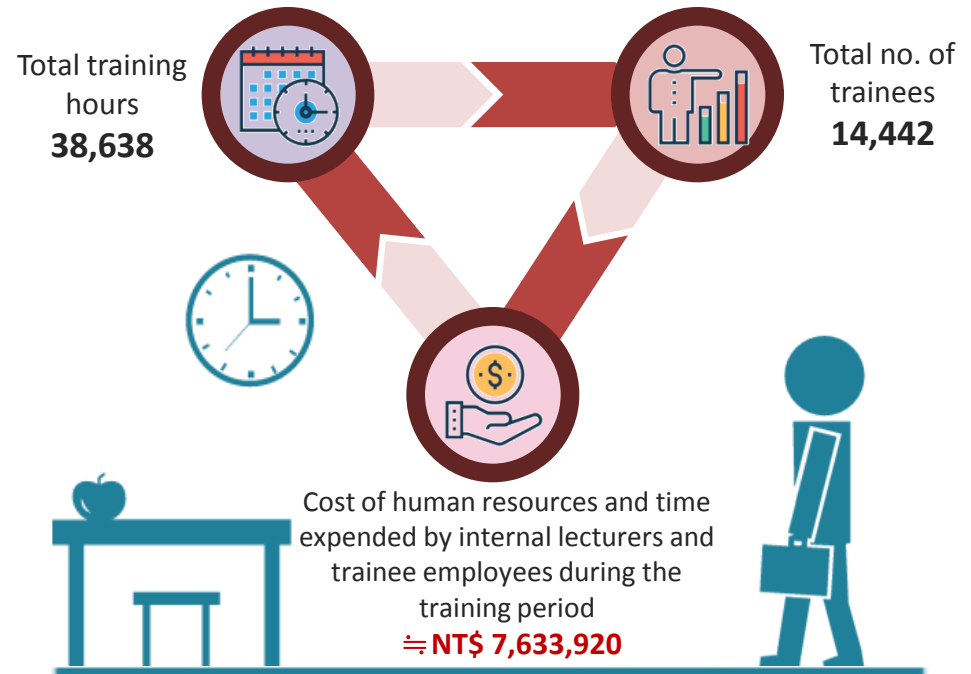 Total training
hours
38,638
Total no. of
trainees
14,442
$
Cost of human resources and time
expended by internal lecturers and
trainee employees during the
training period
≒ NT$ 7,633,920